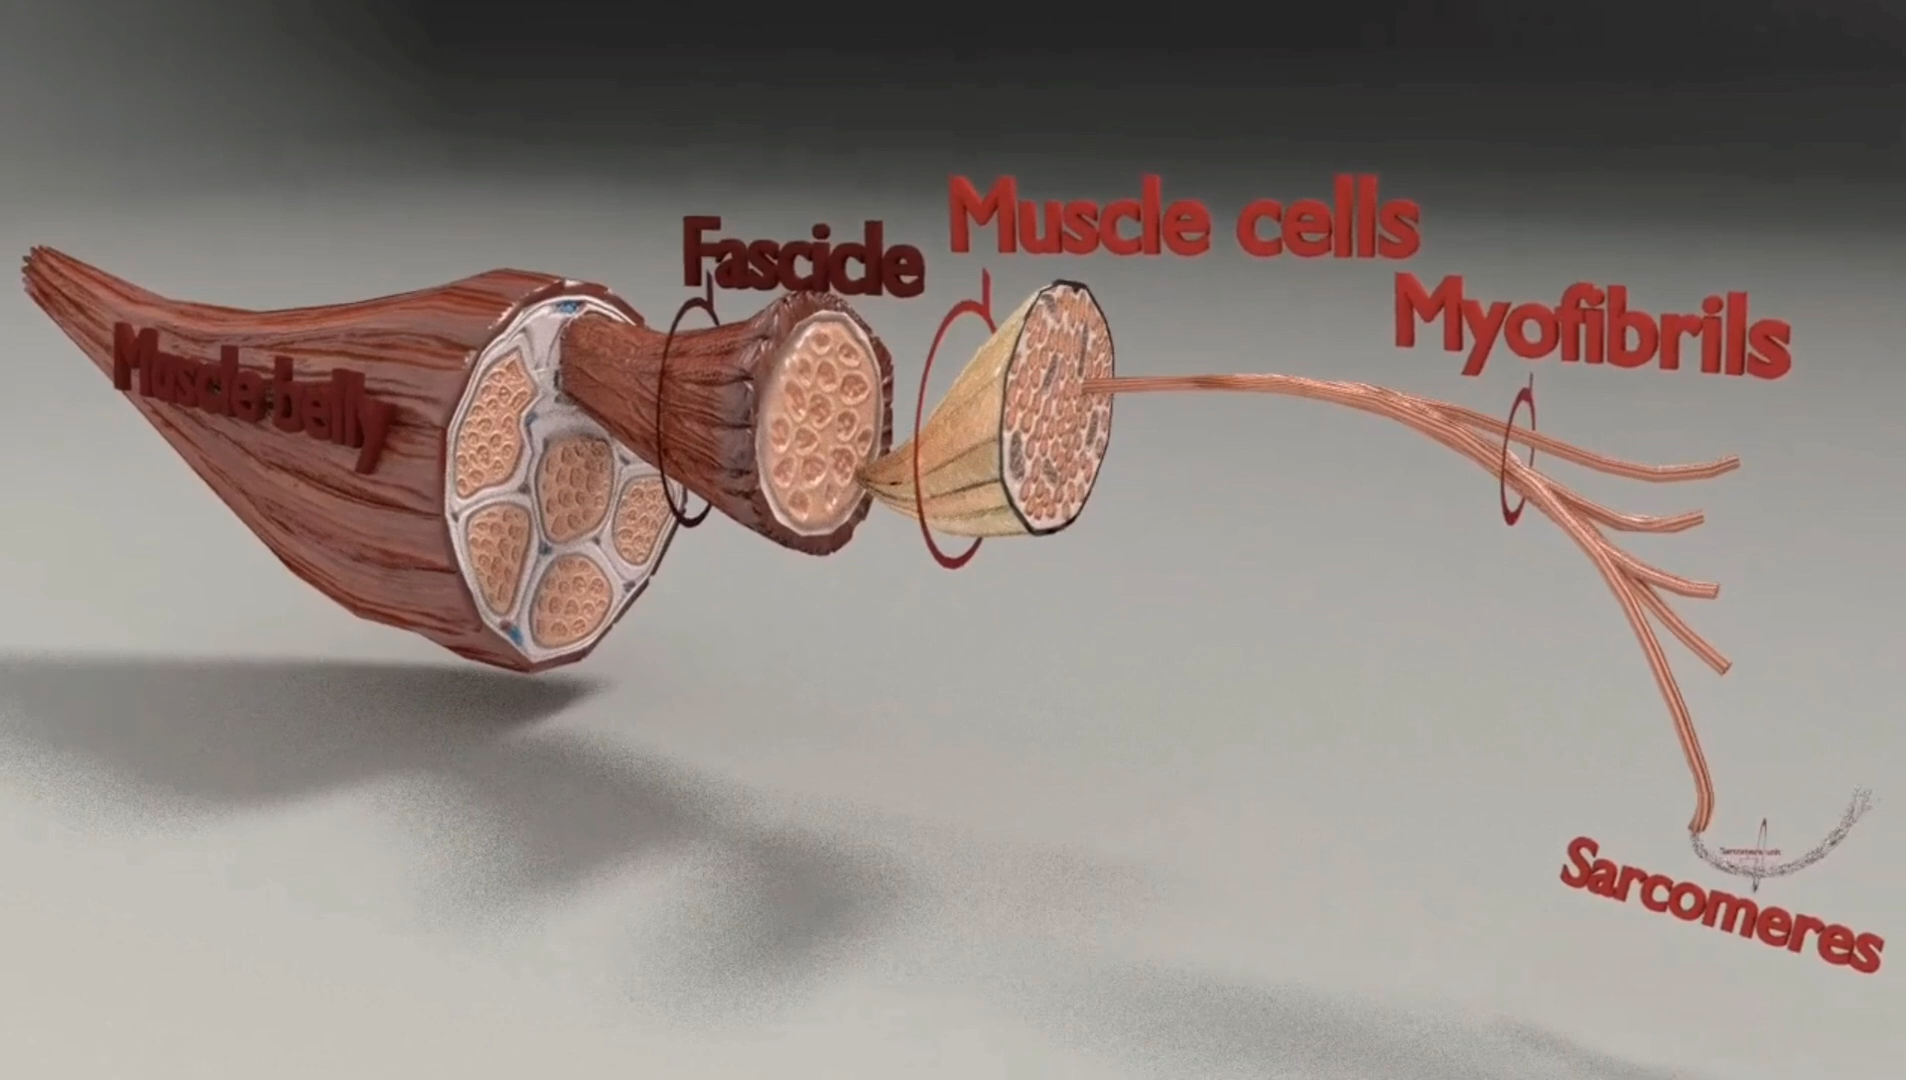 Muscle belly
Fascicle
Muscle cells
Myofibrils
Sarcomeres